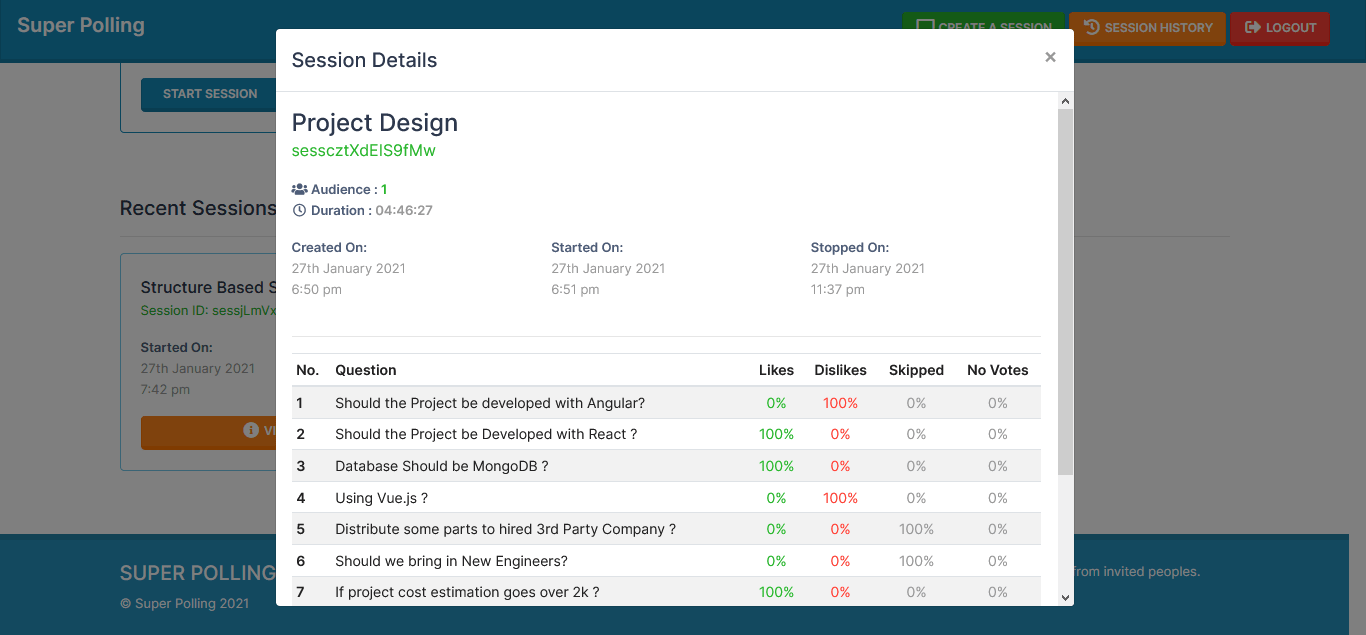 Super Polling
CREATE A SESSION
SESSION HISTORY
LOGOUT
Session Details
×
START SESSION
Project Design
sesscztXdEIS9fMw
Audience : 1
Duration : 04:46:27
Recent Sessions
Created On: Started On: Stopped On:
27th January 2021 27th January 2021 27th January 2021
6:50 pm 6:51 pm 11:37 pm
Structure Based S
Session ID: sessjLmVx
Started On:
27th January 2021
7:42 pm
VI
No. Question Likes Dislikes Skipped No Votes
1 Should the Project be developed with Angular? 0% 100% 0% 0%
2 Should the Project be Developed with React ? 100% 0% 0% 0%
3 Database Should be MongoDB ? 100% 0% 0% 0%
4 Using Vue.js ? 0% 100% 0% 0%
5 Distribute some parts to hired 3rd Party Company ? 0% 0% 100% 0%
6 Should we bring in New Engineers? 0% 0% 100% 0%
7 If project cost estimation goes over 2k ? 100% 0% 0% 0%
SUPER POLLING
from invited peoples.
© Super Polling 2021